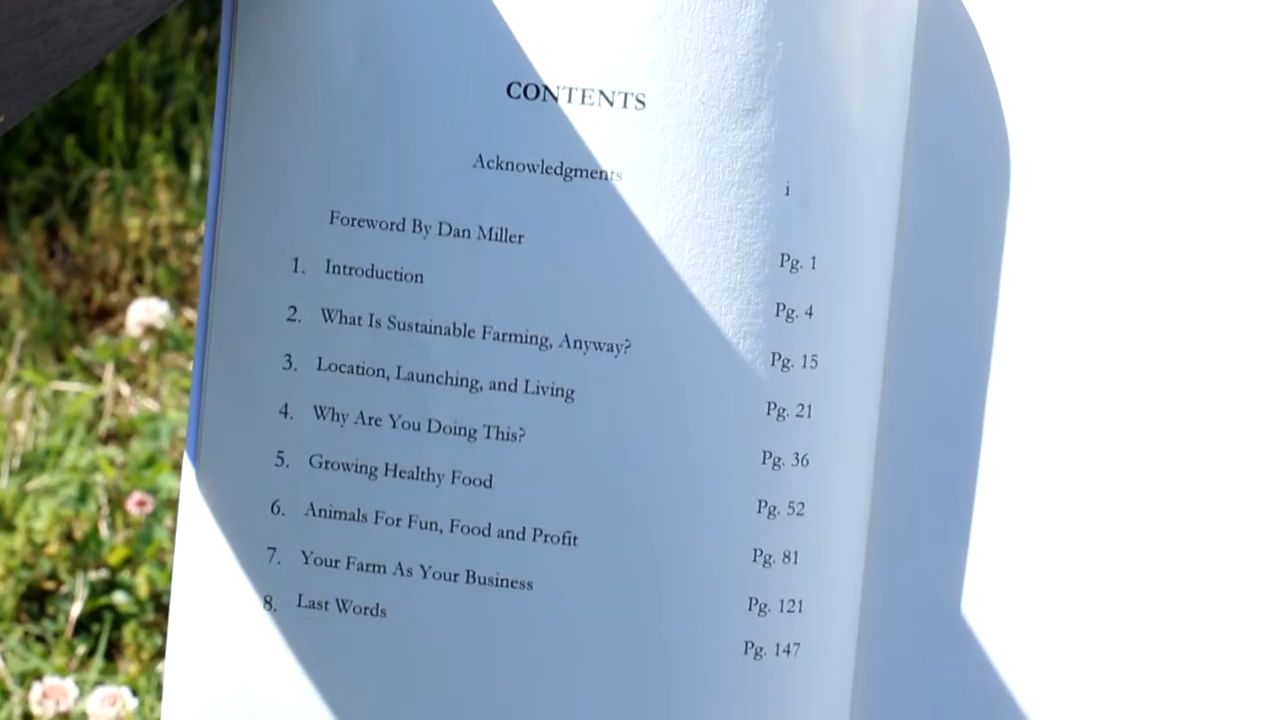 CONTENTS
Acknowledgments i
Foreword By Dan Miller Pg. 1
1. Introduction Pg. 4
2. What Is Sustainable Farming, Anyway? Pg. 15
3. Location, Launching, and Living Pg. 21
4. Why Are You Doing This? Pg. 36
5. Growing Healthy Food Pg. 52
6. Animals For Fun, Food and Profit Pg. 81
7. Your Farm As Your Business Pg. 121
8. Last Words Pg. 147